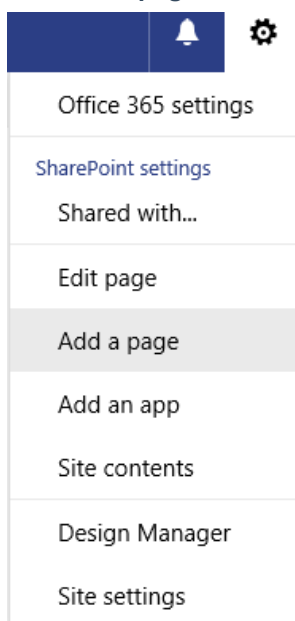 Office 365 settings
SharePoint settings
Shared with...
Edit page
Add a page
Add an app
Site contents
Design Manager
Site settings